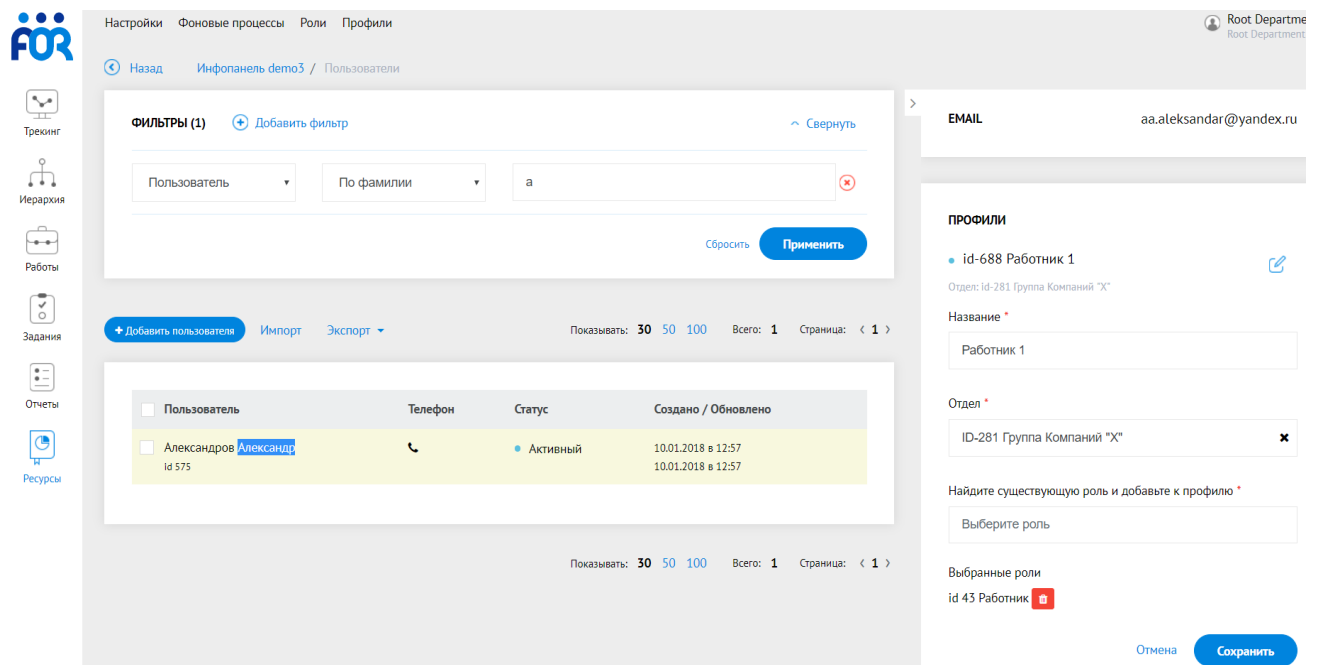 FOR
Настройки Фоновые процессы Роли Профили
Root Departme
Root Department
Назад Инфопанель demo3 / Пользователи
Трекинг
Иерархия
Работы
Задания
Отчеты
Ресурсы
ФИЛЬТРЫ (1) Добавить фильтр Свернуть
Пользователь По фамилии а
Сбросить Применить
+ Добавить пользователя Импорт Экспорт Показывать: 30 50 100 Всего: 1 Страница: < 1 >
Пользователь Телефон Статус Создано / Обновлено
Александров Александр Активный 10.01.2018 в 12:57
id 575 10.01.2018 в 12:57
Показывать: 30 50 100 Всего: 1 Страница: < 1 >
EMAIL aa.aleksandar@yandex.ru
ПРОФИЛИ
id-688 Работник 1
Отдел: id-281 Группа Компаний "X"
Название *
Работник 1
Отдел *
ID-281 Группа Компаний "X"
Найдите существующую роль и добавьте к профилю *
Выберите роль
Выбранные роли
id 43 Работник
Отмена Сохранить